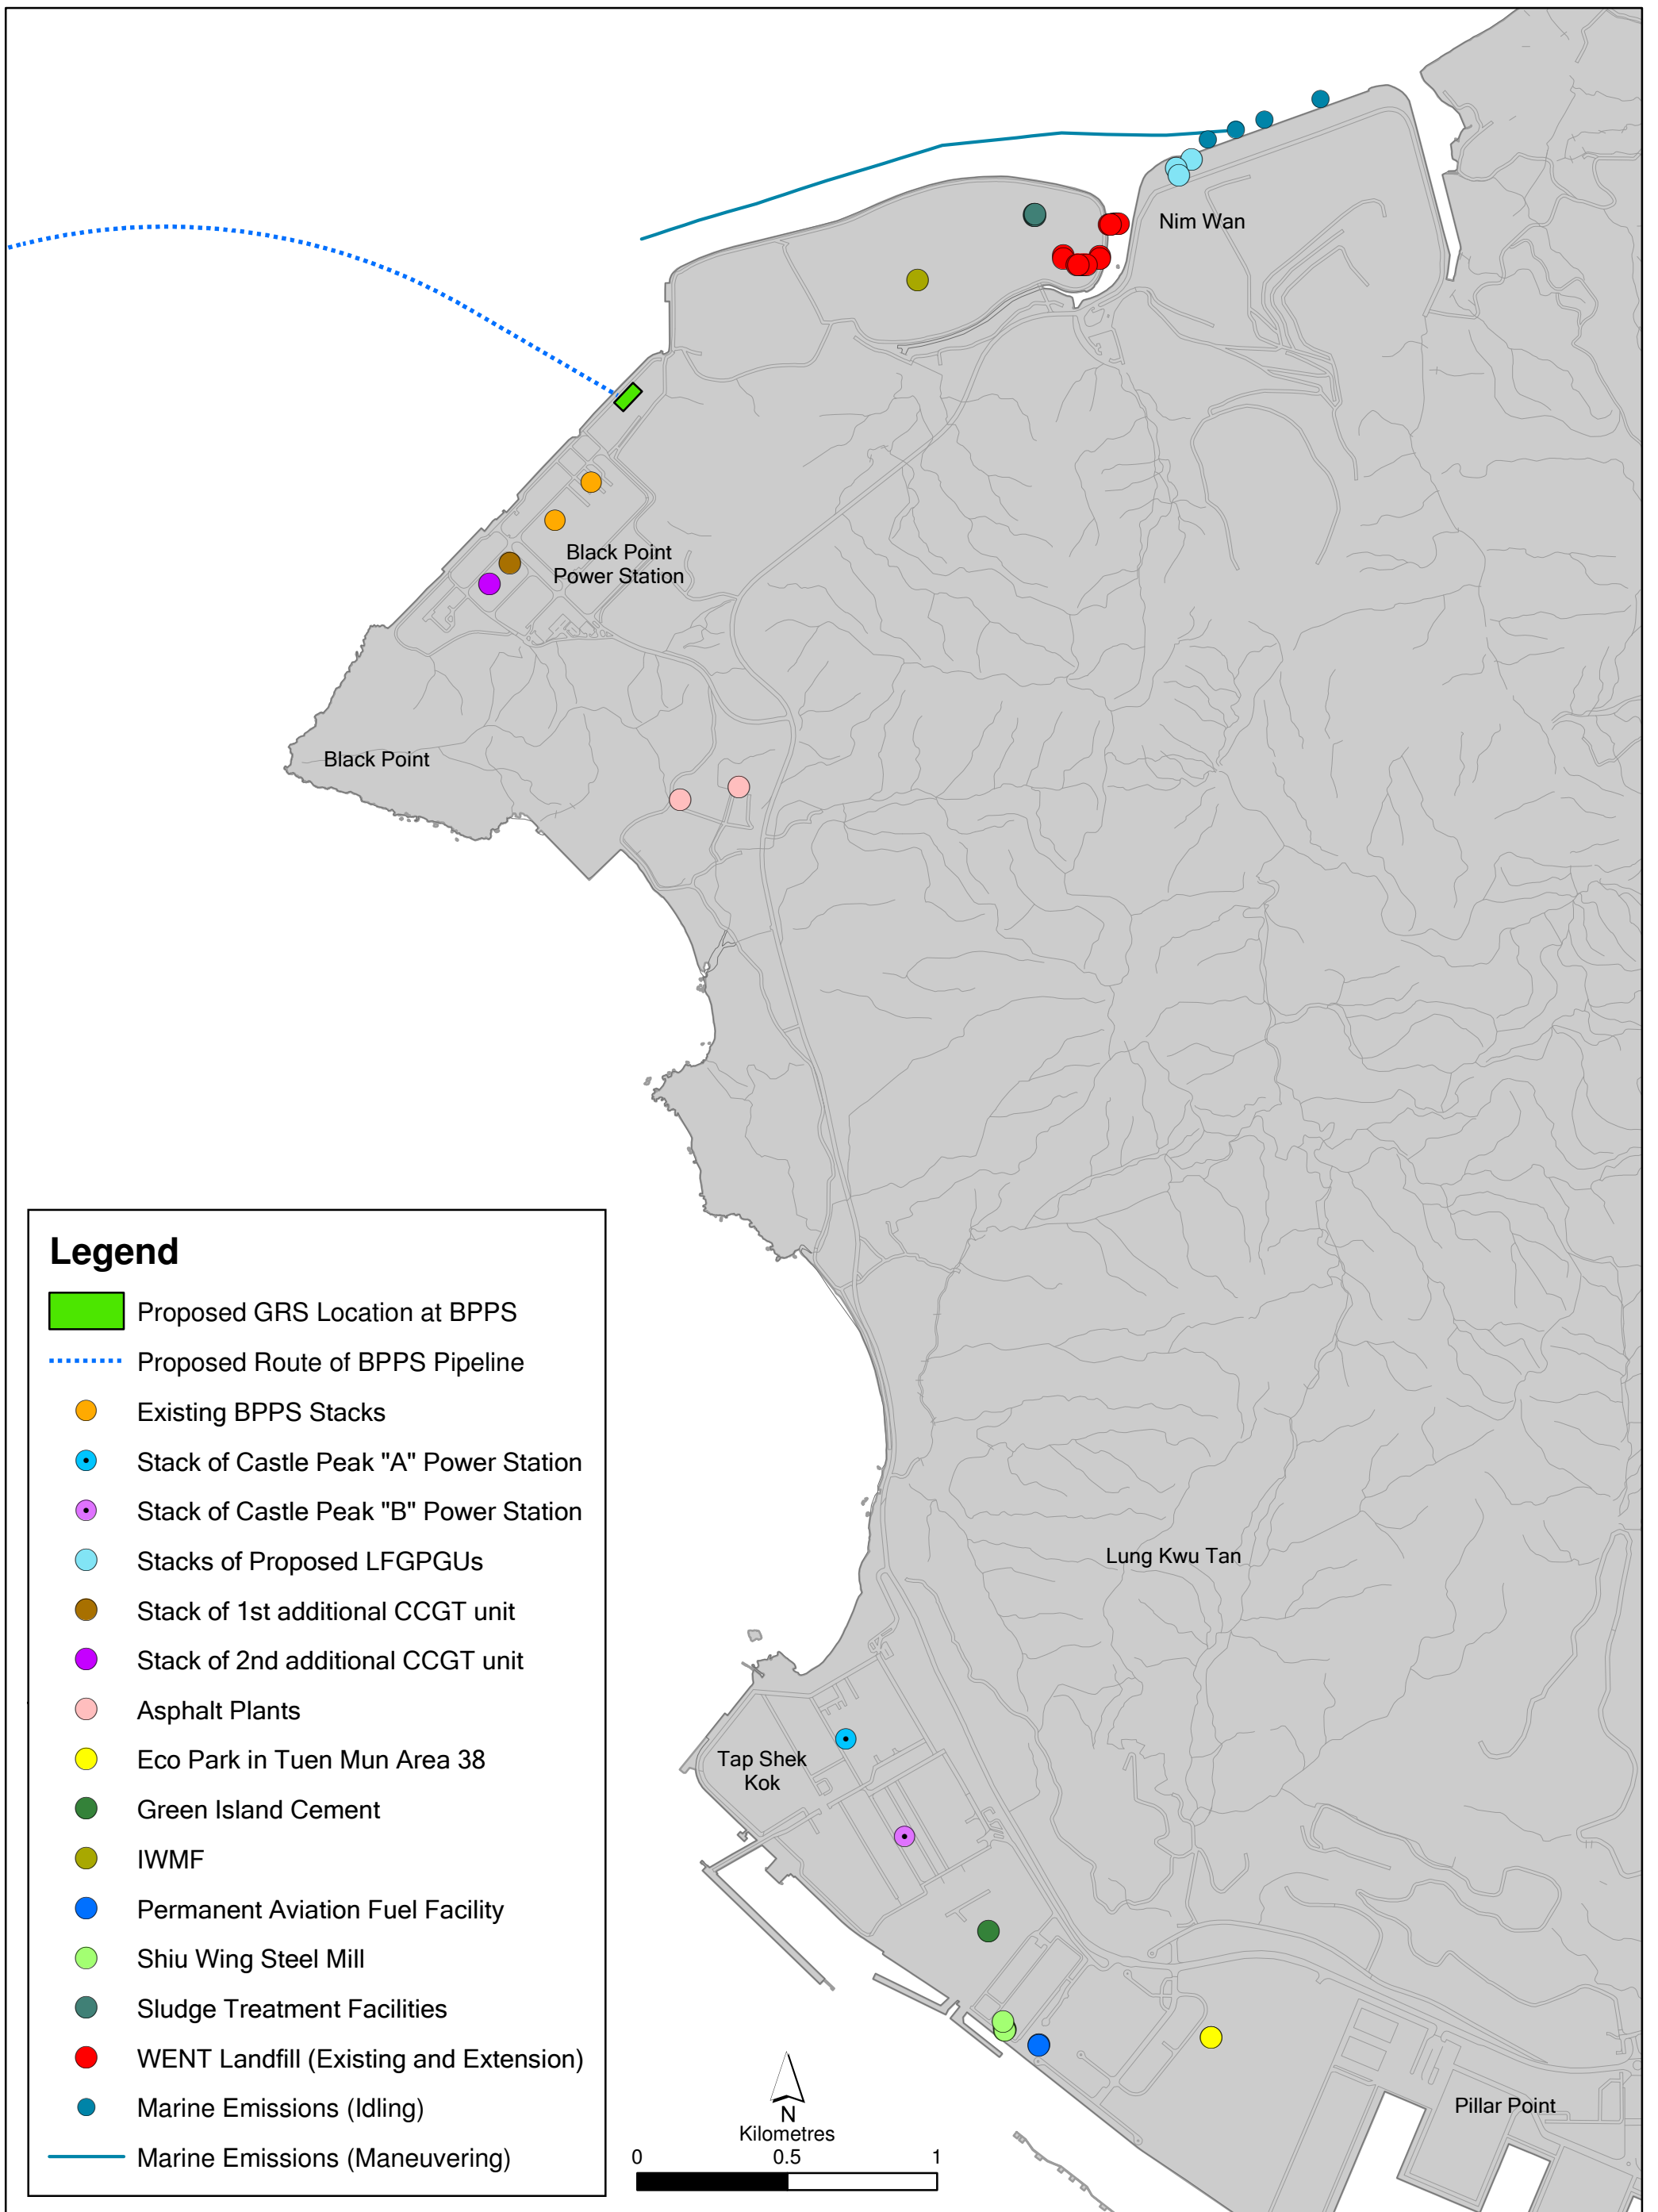 Nim Wan
Black Point
Power Station
Black Point
Legend
Proposed GRS Location at BPPS
Proposed Route of BPPS Pipeline
Existing BPPS Stacks
Stack of Castle Peak "A" Power Station
Stack of Castle Peak "B" Power Station
Stacks of Proposed LFGPGUs
Stack of 1st additional CCGT unit
Stack of 2nd additional CCGT unit
Asphalt Plants
Eco Park in Tuen Mun Area 38
Green Island Cement
IWMF
Permanent Aviation Fuel Facility
Shiu Wing Steel Mill
Sludge Treatment Facilities
WENT Landfill (Existing and Extension)
Marine Emissions (Idling)
Marine Emissions (Maneuvering)
Lung Kwu Tan
Tap Shek
Kok
Pillar Point
N
Kilometres
0 0.5 1